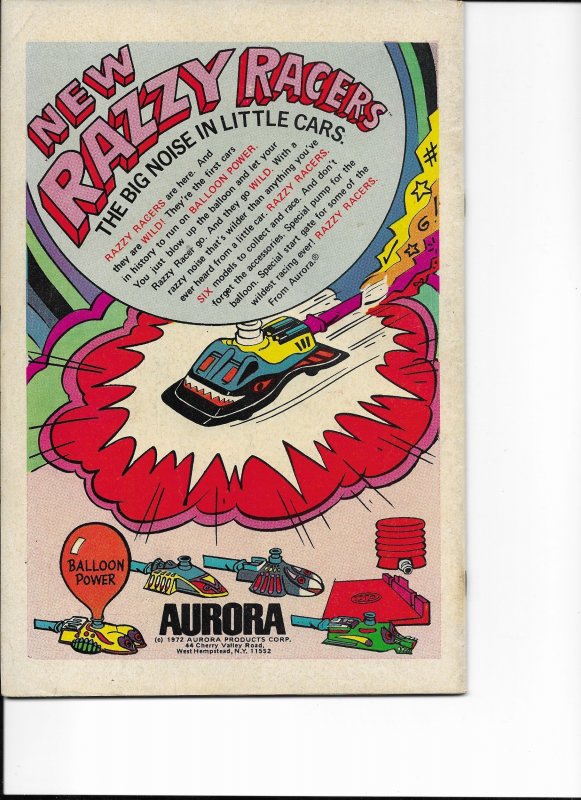 NEW
RAZZY RACERS™
THE BIG NOISE IN LITTLE CARS.
RAZZY RACERS are here. And
they are WILD! They're the first cars
in history to run on BALLOON POWER.
You just blow up the balloon and let your
Razzy Racer go. And they go WILD. With a
razzy noise that's wilder than anything you've
ever heard from a little car. RAZZY RACERS.
SIX models to collect and race. And don't
forget the accessories. Special pump for the
balloon. Special start gate for some of the
wildest racing ever! RAZZY RACERS.
From Aurora.®
#
G!
BALLOON
POWER
AURORA
(c) 1972 AURORA PRODUCTS CORP.
44 Cherry Valley Road,
West Hempstead, N.Y. 11552